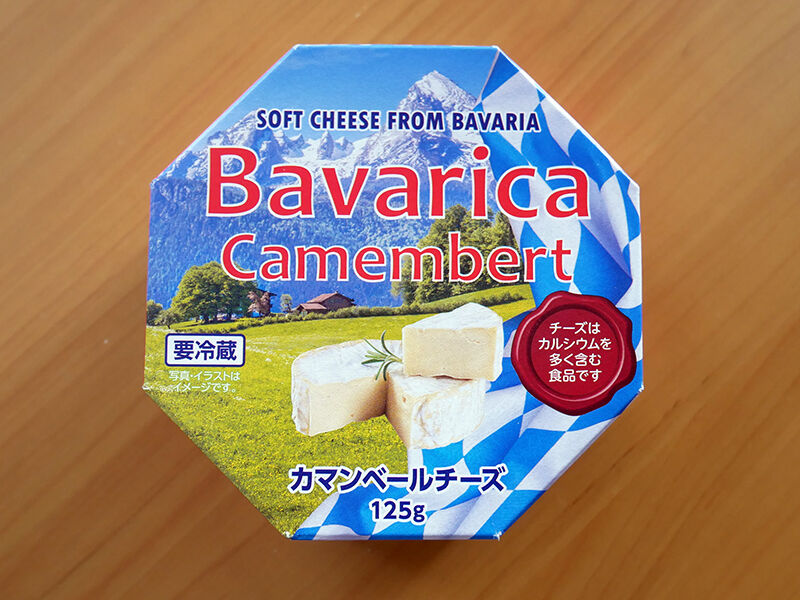 SOFT CHEESE FROM BAVARIA
Bavarica
Camembert
チーズは
カルシウムを
多く含む
食品です
要冷蔵
写真・イラストは
イメージです。
カマンベールチーズ
125g